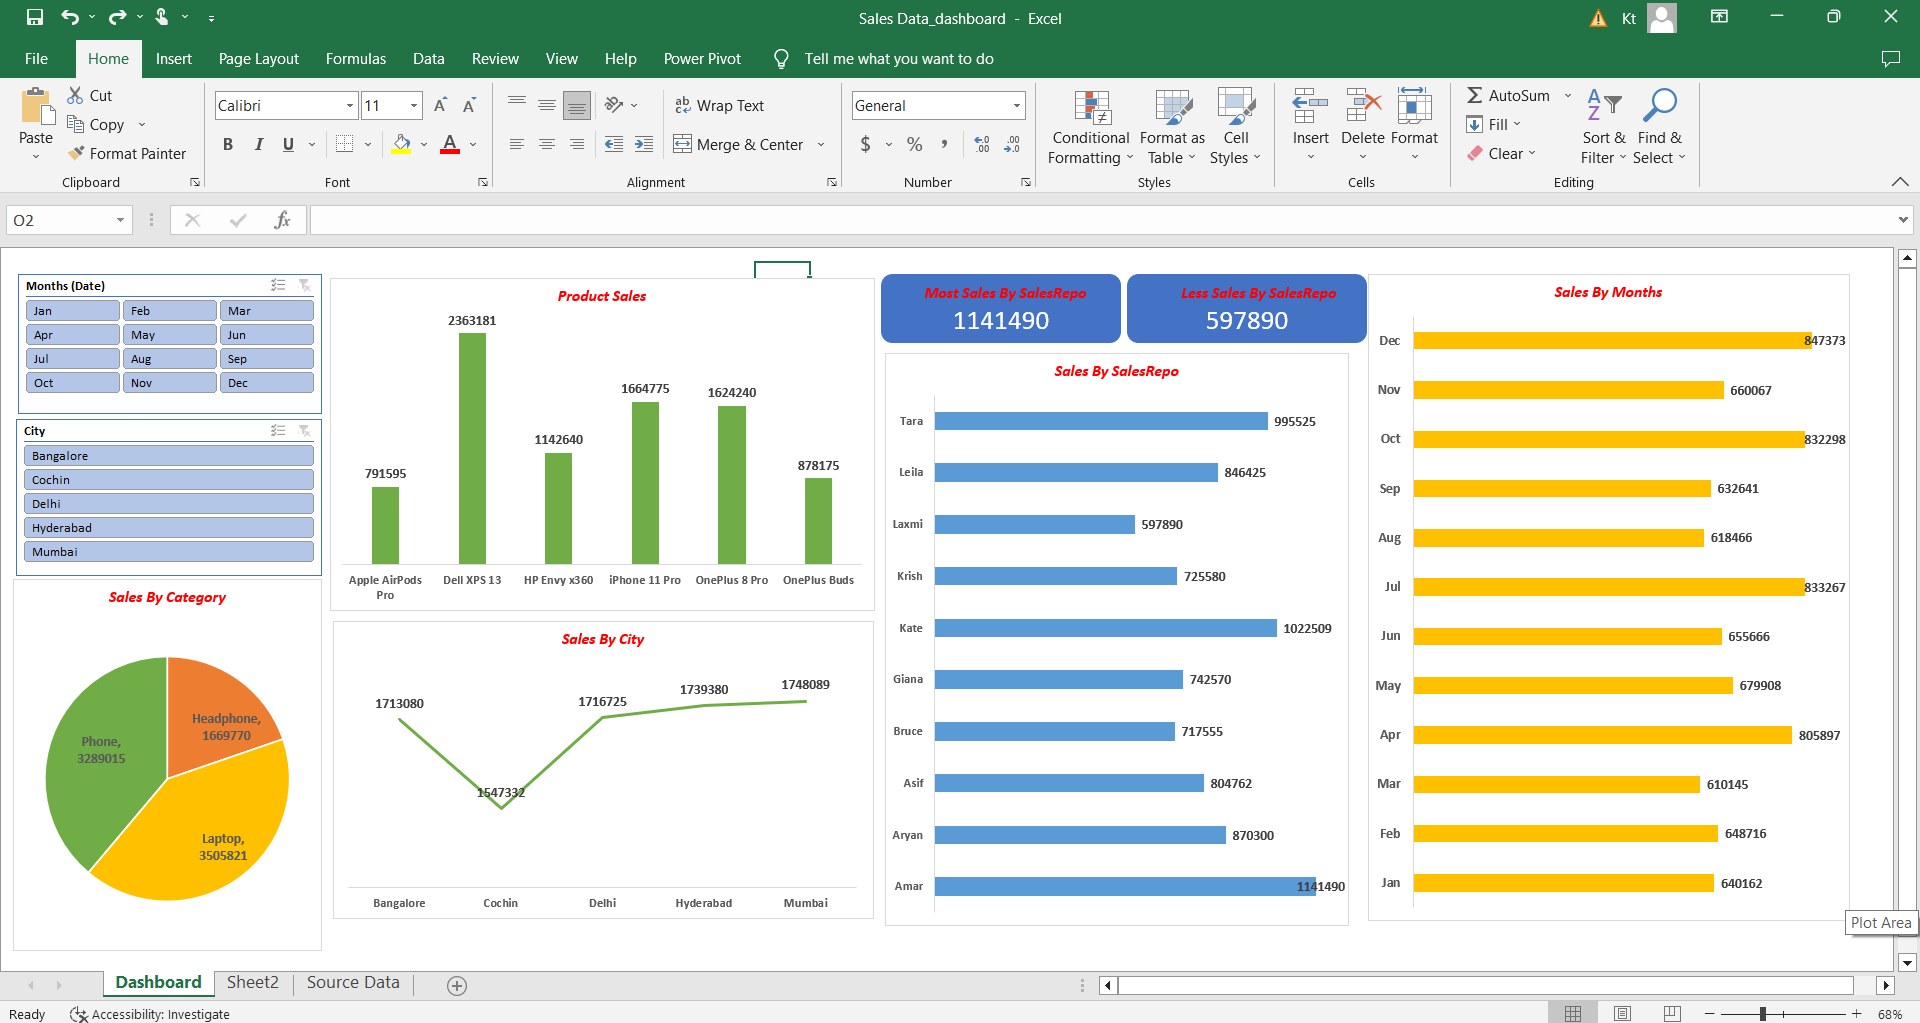 Sales Data_dashboard - Excel
Kt
File Home Insert Page Layout Formulas Data Review View Help Power Pivot Tell me what you want to do
Paste
Cut
Copy
Format Painter
Clipboard
Calibri 11
B I U A
Font
ab Wrap Text
Merge & Center
Alignment
General
$ % ,
Number
Conditional Formatting
Format as Table
Cell Styles
Styles
Insert
Delete
Format
Cells
AutoSum
Fill
Clear
Sort & Filter
Find & Select
Editing
O2
fx
Months (Date)
Jan Feb Mar
Apr May Jun
Jul Aug Sep
Oct Nov Dec
City
Bangalore
Cochin
Delhi
Hyderabad
Mumbai
Sales By Category
Headphone,
1669770
Phone,
3289015
Laptop,
3505821
Product Sales
791595
2363181
1142640
1664775
1624240
878175
Apple AirPods
Pro
Dell XPS 13
HP Envy x360
iPhone 11 Pro
OnePlus 8 Pro
OnePlus Buds
Sales By City
1713080
1547332
1716725
1739380
1748089
Bangalore Cochin Delhi Hyderabad Mumbai
Most Sales By SalesRepo
1141490
Less Sales By SalesRepo
597890
Sales By SalesRepo
Tara 995525
Leila 846425
Laxmi 597890
Krish 725580
Kate 1022509
Giana 742570
Bruce 717555
Asif 804762
Aryan 870300
Amar 1141490
Sales By Months
Dec 847373
Nov 660067
Oct 832298
Sep 632641
Aug 618466
Jul 833267
Jun 655666
May 679908
Apr 805897
Mar 610145
Feb 648716
Jan 640162
Plot Area
Dashboard Sheet2 Source Data
Ready
Accessibility: Investigate
68%